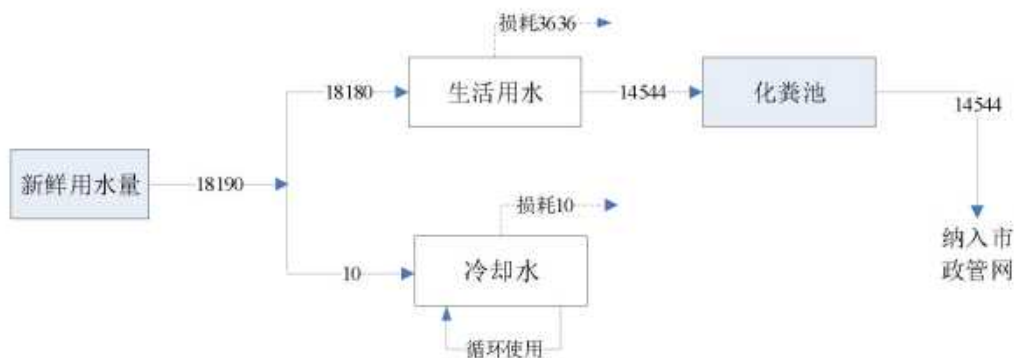 损耗3636
18180
生活用水
14544
化粪池
14544
新鲜用水量
18190
损耗10
10
冷却水
纳入市
政管网
循环使用